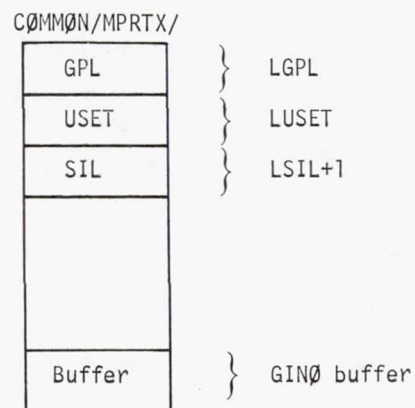 CØMMØN/MPRTX/
GPL } LGPL
USET } LUSET
SIL } LSIL+1
Buffer } GINØ buffer